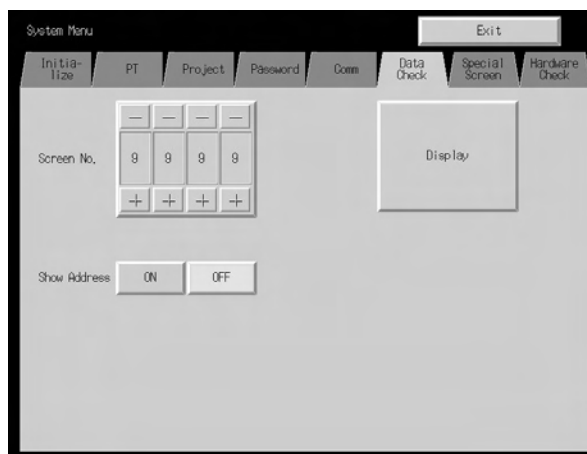 System Menu
Exit
Initia-
lize
PT
Project
Password
Comm
Data
Check
Special
Screen
Hardware
Check
— — — —
Screen No.
9 9 9 9
Display
+ + + +
Show Address
ON
OFF